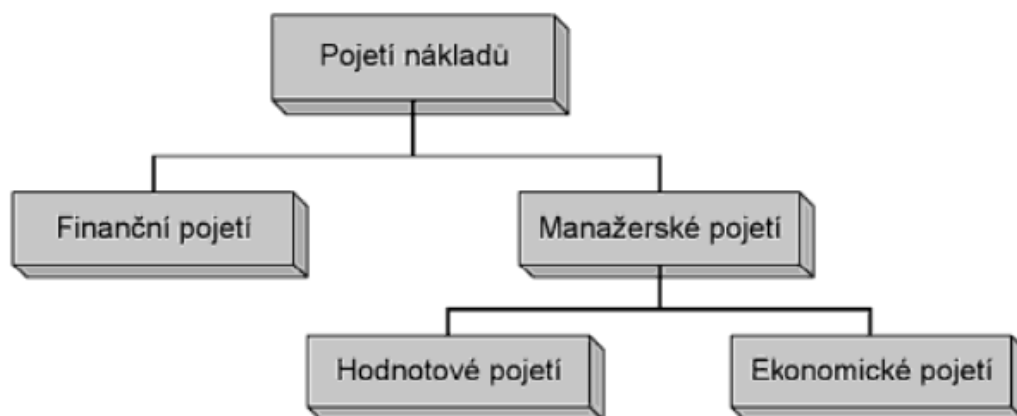 Pojetí nákladů
Finanční pojetí
Manažerské pojetí
Hodnotové pojetí
Ekonomické pojetí